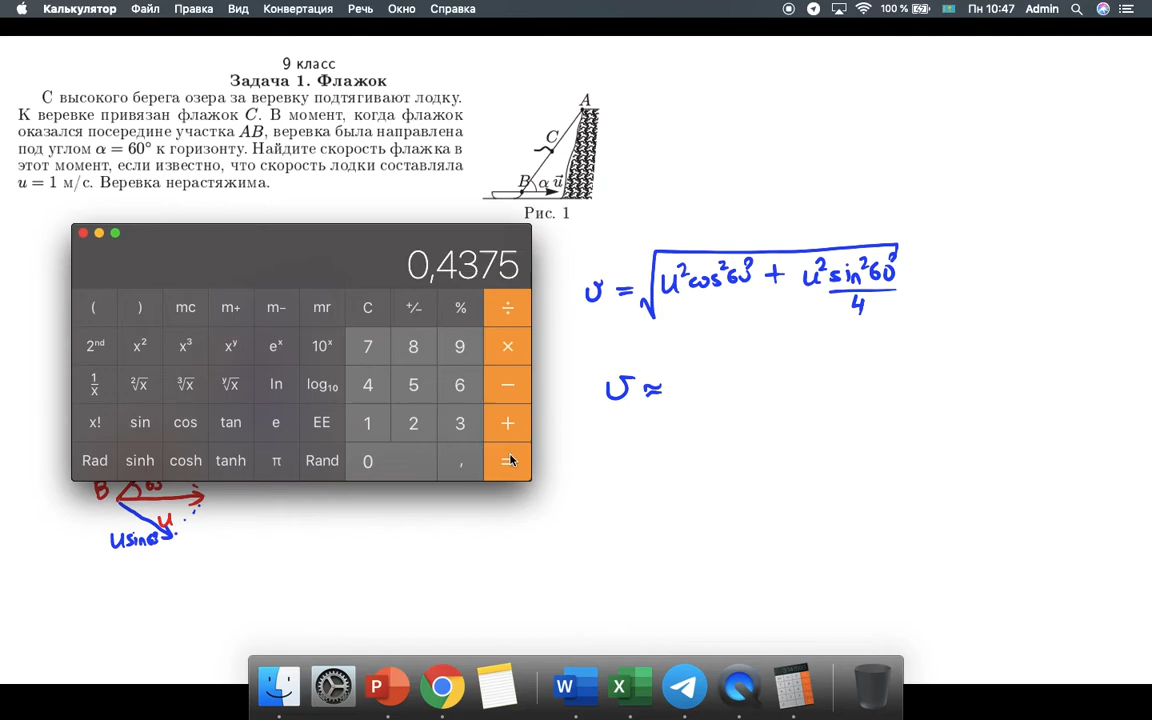 Калькулятор Файл Правка Вид Конвертация Речь Окно Справка 100 % Пн 10:47 Admin
9 класс
Задача 1. Флажок
С высокого берега озера за веревку подтягивают лодку.
К веревке привязан флажок C. В момент, когда флажок
оказался посередине участка AB, веревка была направлена
под углом α = 60° к горизонту. Найдите скорость флажка в
этот момент, если известно, что скорость лодки составляла
u = 1 м/с. Веревка нерастяжима.
A
C
B α u⃗
Рис. 1
0,4375
( ) mc m+ m− mr C ⁺∕₋ % ÷
2ⁿᵈ x² x³ xʸ eˣ 10ˣ 7 8 9 ×
1/x ²√x ³√x ʸ√x ln log₁₀ 4 5 6 −
x! sin cos tan e EE 1 2 3 +
Rad sinh cosh tanh π Rand 0 , =
υ = √(u²cos²60° + u²sin²60°/4)
υ ≈
B 60
u
usin60
P W X